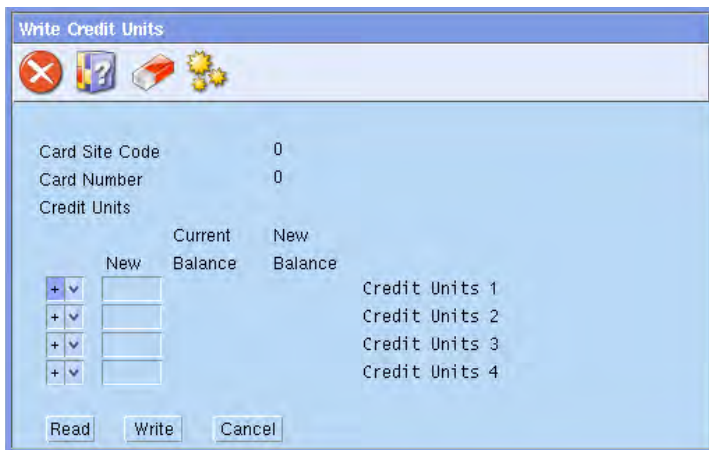 Write Credit Units
Card Site Code 0
Card Number 0
Credit Units
Current New
New Balance Balance
+ Credit Units 1
+ Credit Units 2
+ Credit Units 3
+ Credit Units 4
Read Write Cancel